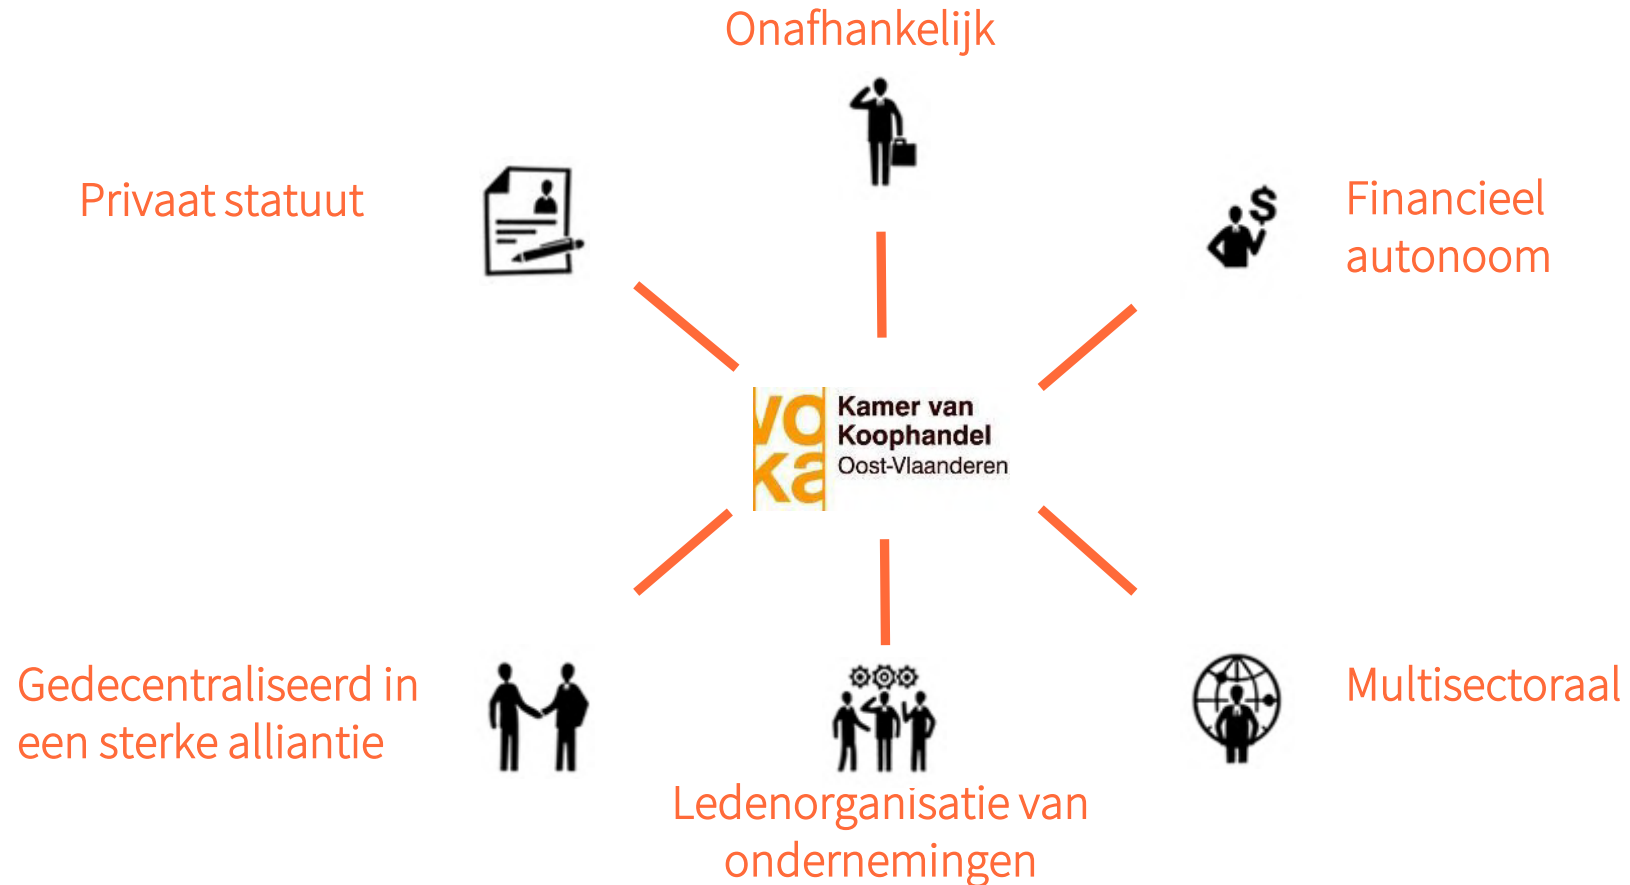 Onafhankelijk
Privaat statuut
Financieel
autonoom
$
vo
ka
Kamer van
Koophandel
Oost-Vlaanderen
Gedecentraliseerd in
een sterke alliantie
Multisectoraal
Ledenorganisatie van
ondernemingen